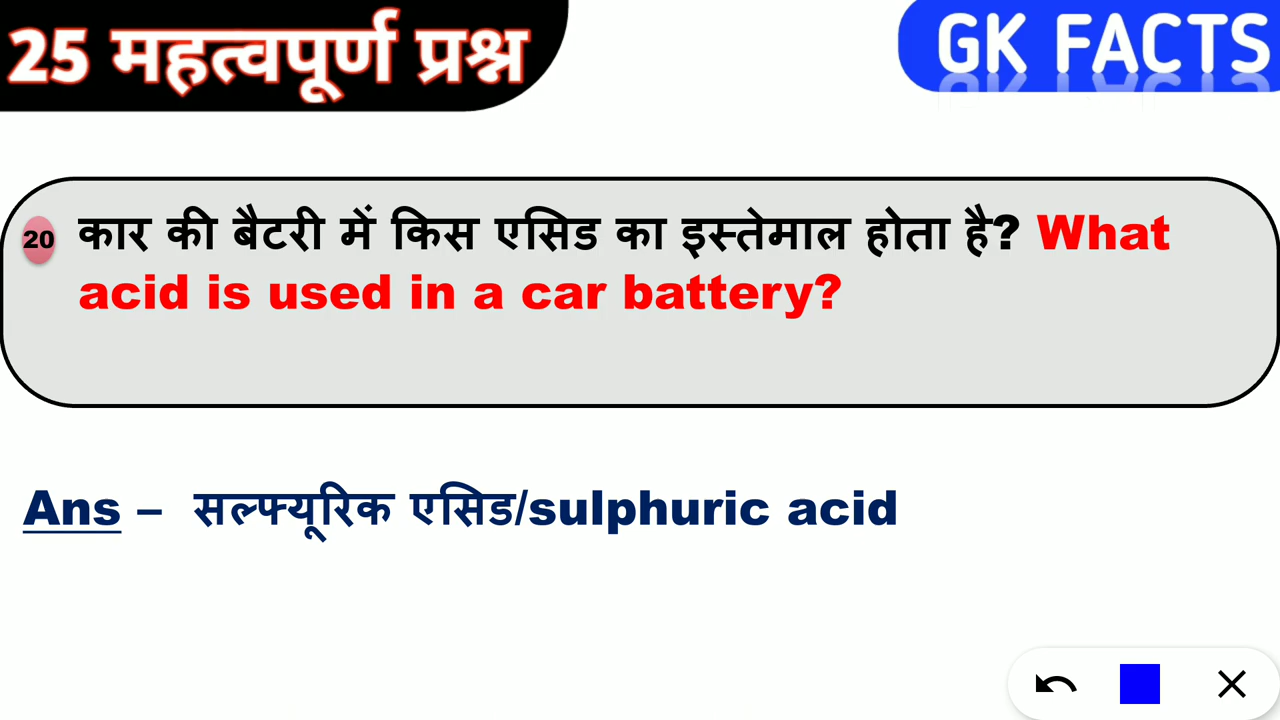 25 महत्वपूर्ण प्रश्न
GK FACTS
20 कार की बैटरी में किस एसिड का इस्तेमाल होता है? What
acid is used in a car battery?
Ans – सल्फ्यूरिक एसिड/sulphuric acid